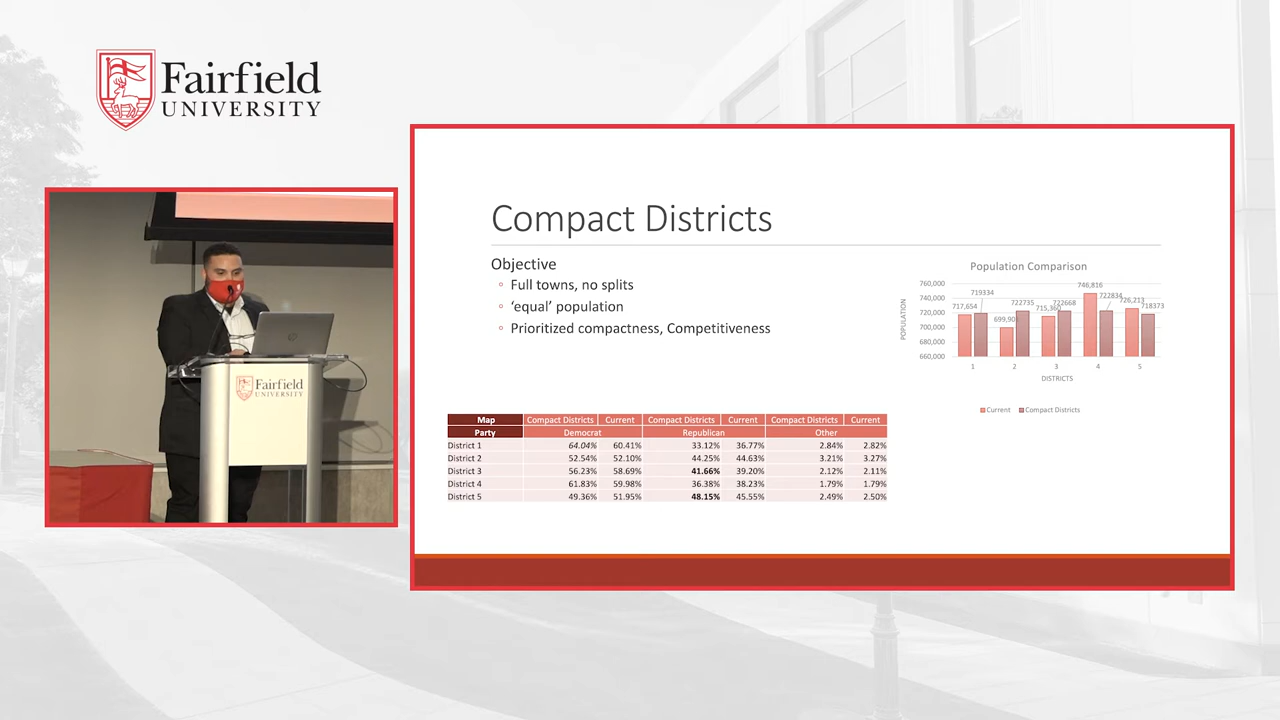 Fairfield
UNIVERSITY
Compact Districts
Objective
Full towns, no splits
‘equal’ population
Prioritized compactness, Competitiveness
Population Comparison
POPULATION
760,000
740,000
720,000
700,000
680,000
660,000
717,654
719334
722735
715,360
722668
746,816
722834
726,213
718373
1 2 3 4 5
DISTRICTS
Current Compact Districts
Map Compact Districts Current Compact Districts Current Compact Districts Current
Party Democrat Republican Other
District 1 64.04% 60.41% 33.12% 36.77% 2.84% 2.82%
District 2 52.54% 52.10% 44.25% 44.63% 3.21% 3.27%
District 3 56.23% 58.69% 41.66% 39.20% 2.12% 2.11%
District 4 61.83% 59.98% 36.38% 38.23% 1.79% 1.79%
District 5 49.36% 51.95% 48.15% 45.55% 2.49% 2.50%
Fairfield
UNIVERSITY